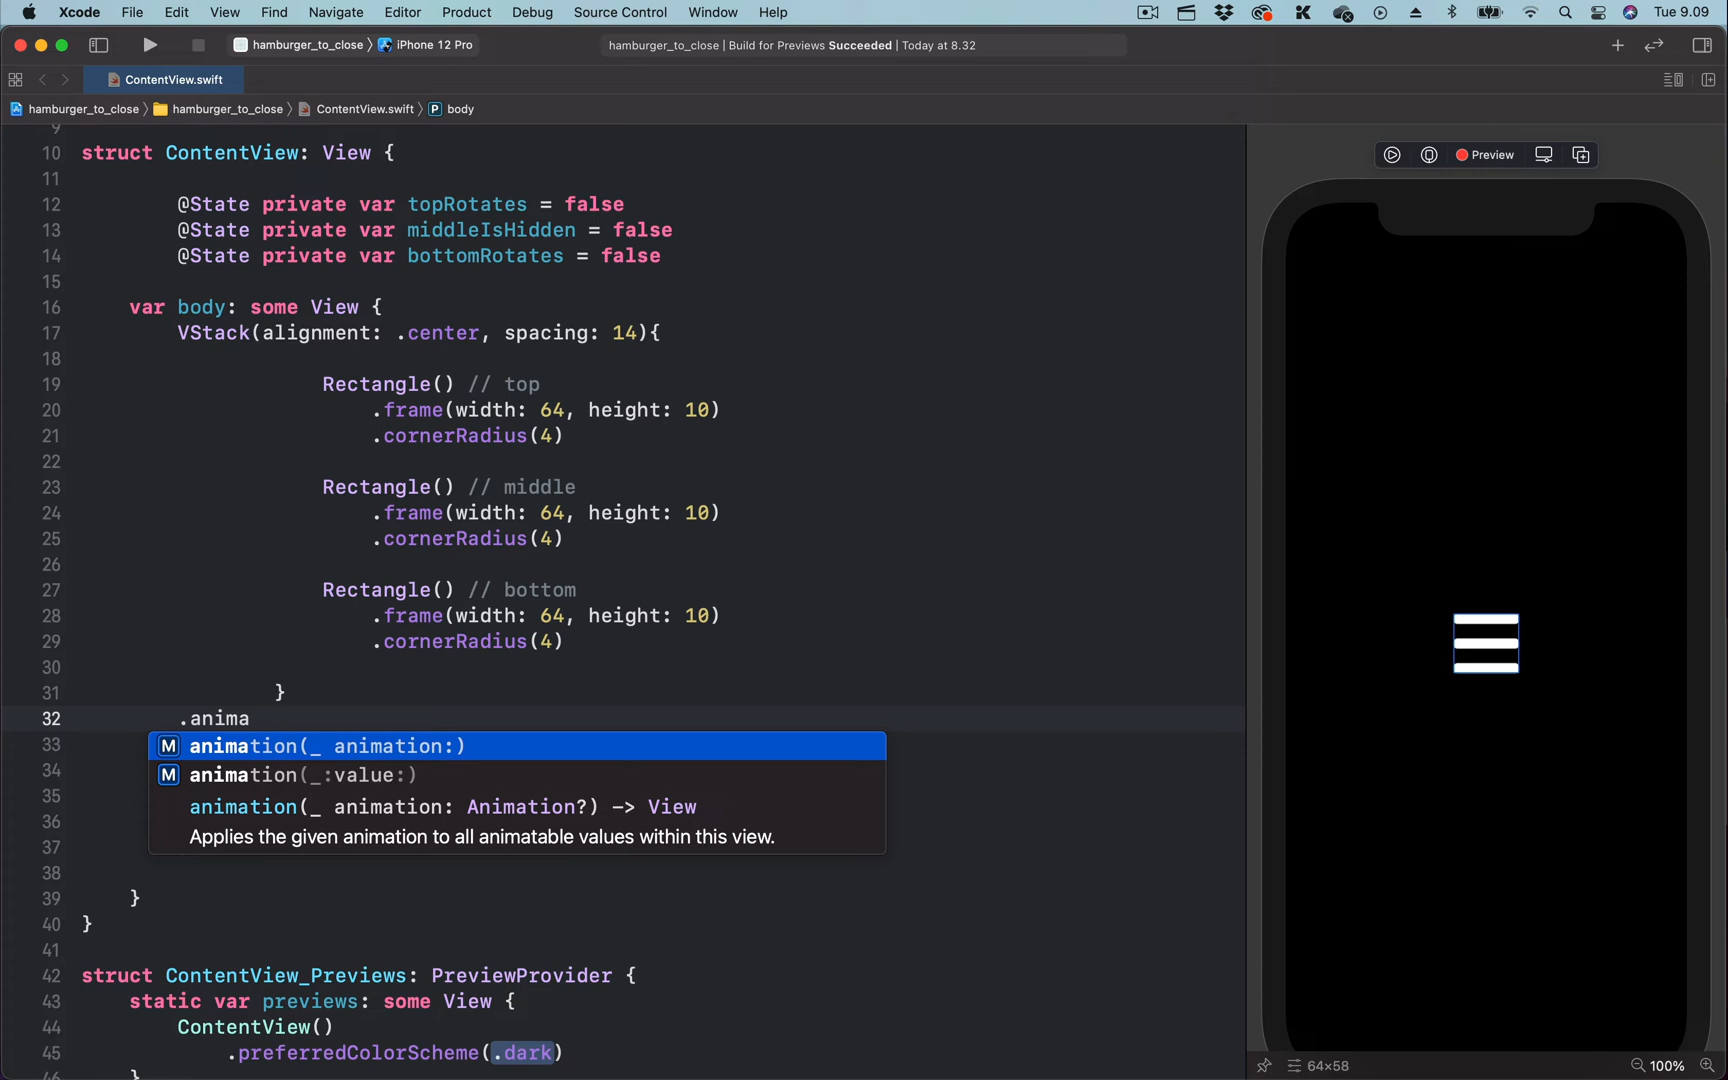 Xcode File Edit View Find Navigate Editor Product Debug Source Control Window Help Tue 9.09
hamburger_to_close 〉 iPhone 12 Pro hamburger_to_close | Build for Previews Succeeded | Today at 8.32
ContentView.swift
hamburger_to_close 〉 hamburger_to_close 〉 ContentView.swift 〉 P body
9
10 struct ContentView: View {
11
12 @State private var topRotates = false
13 @State private var middleIsHidden = false
14 @State private var bottomRotates = false
15
16 var body: some View {
17 VStack(alignment: .center, spacing: 14){
18
19 Rectangle() // top
20 .frame(width: 64, height: 10)
21 .cornerRadius(4)
22
23 Rectangle() // middle
24 .frame(width: 64, height: 10)
25 .cornerRadius(4)
26
27 Rectangle() // bottom
28 .frame(width: 64, height: 10)
29 .cornerRadius(4)
30
31 }
32 .anima
33 M animation(_ animation:)
34 M animation(_:value:)
35 animation(_ animation: Animation?) -> View
36 Applies the given animation to all animatable values within this view.
37
38
39 }
40 }
41
42 struct ContentView_Previews: PreviewProvider {
43 static var previews: some View {
44 ContentView()
45 .preferredColorScheme(.dark)
46 }
Preview
64×58 100%